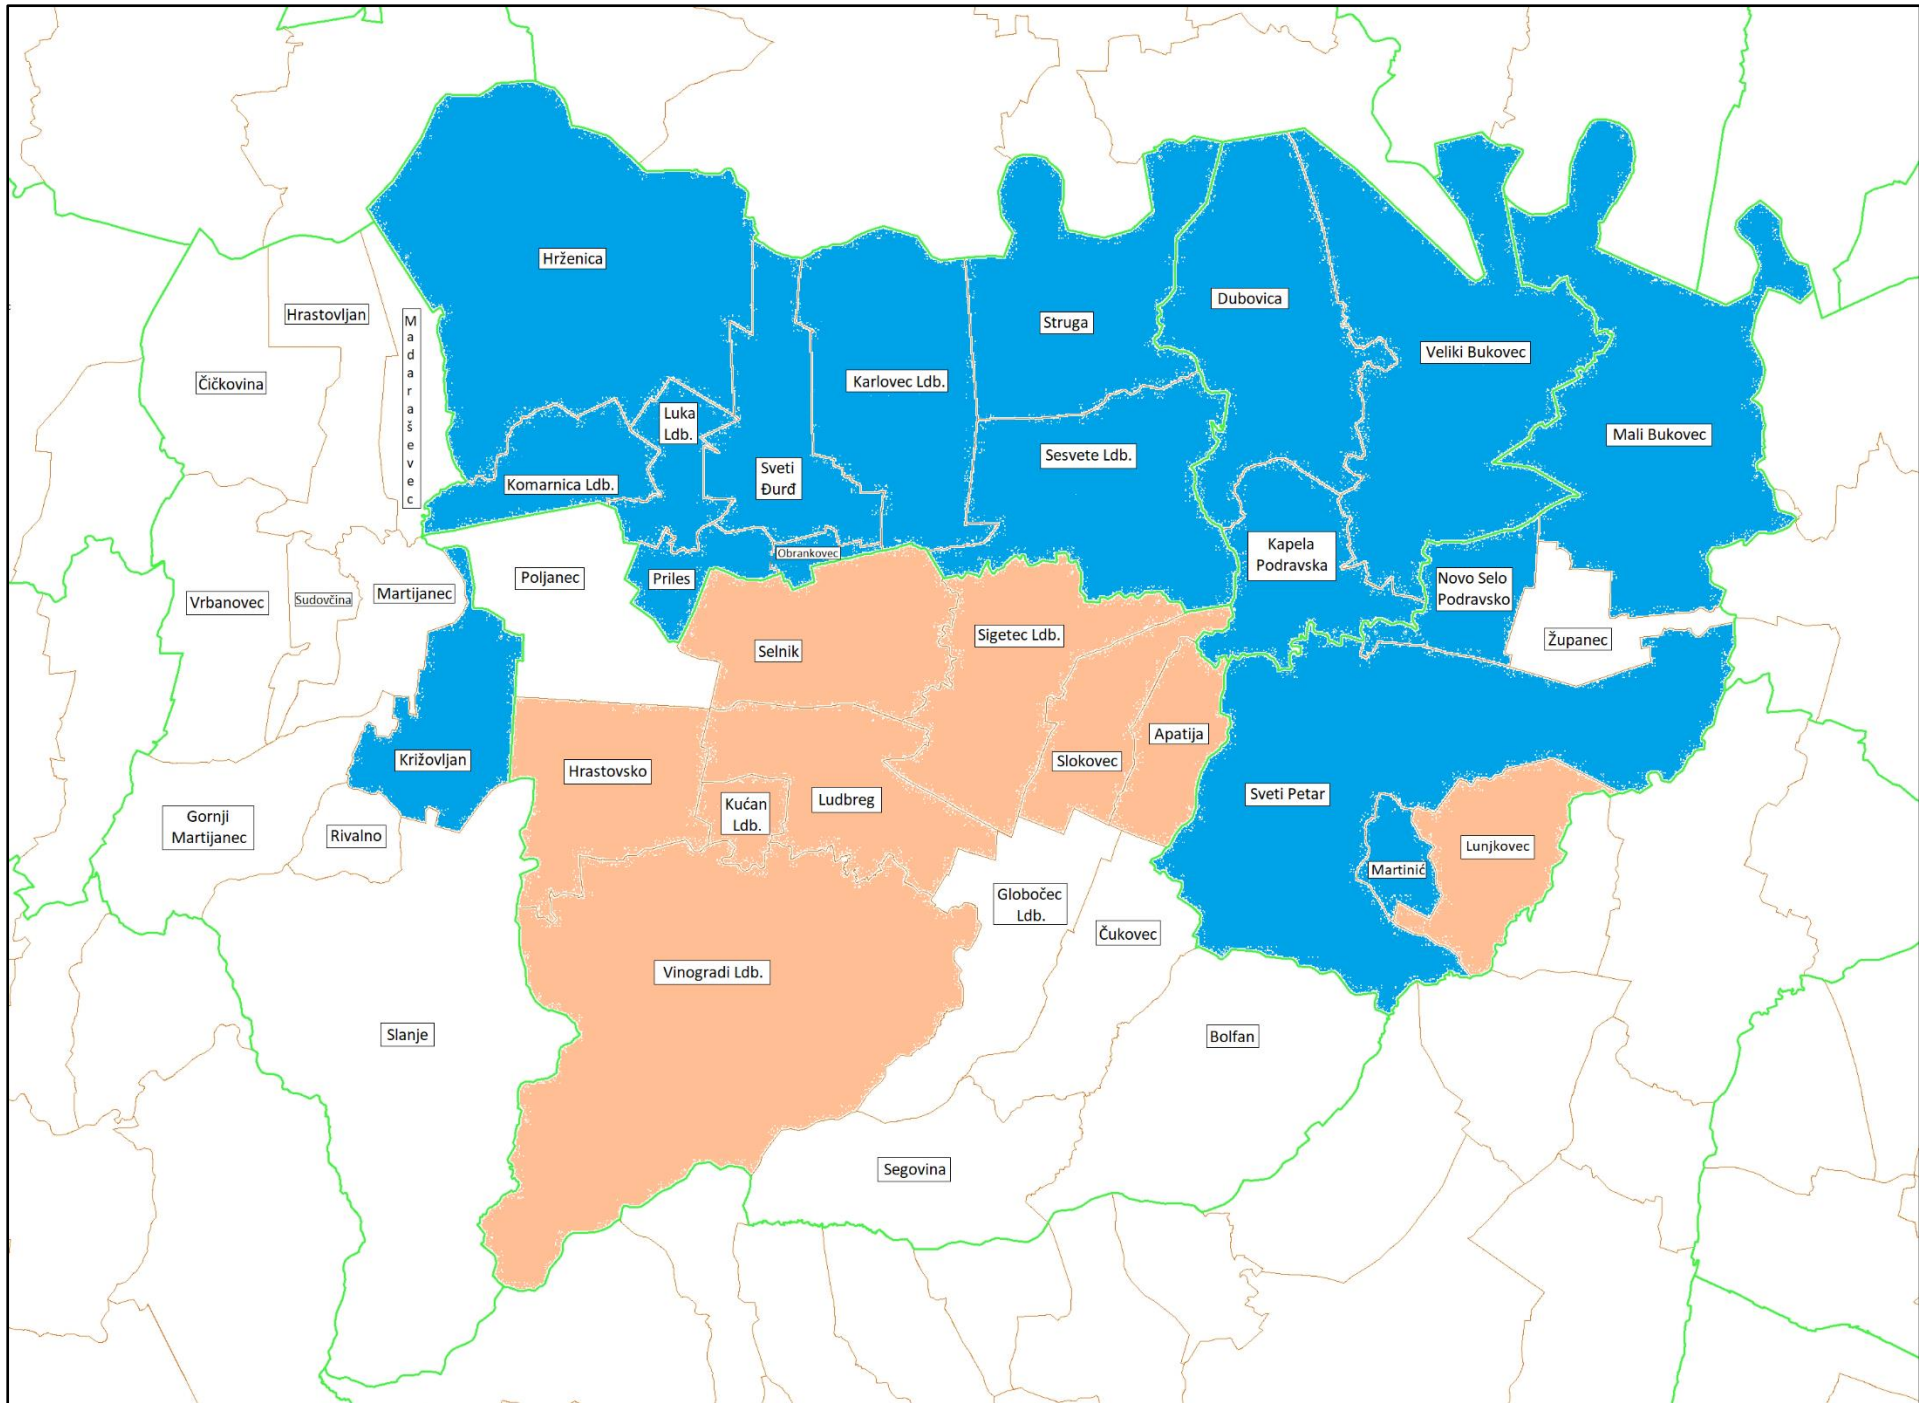 Hrženica
Hrastovljan
Madaraševec
Čičkovina
Struga
Dubovica
Veliki Bukovec
Karlovec Ldb.
Luka
Ldb.
Mali Bukovec
Sesvete Ldb.
Komarnica Ldb.
Sveti
Đurđ
Obrankovec
Kapela
Podravska
Priles
Poljanec
Novo Selo
Podravsko
Martijanec
Sudovčina
Vrbanovec
Županec
Selnik
Sigetec Ldb.
Apatija
Slokovec
Križovljan
Hrastovsko
Kućan
Ldb.
Ludbreg
Sveti Petar
Gornji
Martijanec
Rivalno
Lunjkovec
Martinić
Globočec
Ldb.
Čukovec
Vinogradi Ldb.
Slanje
Bolfan
Segovina